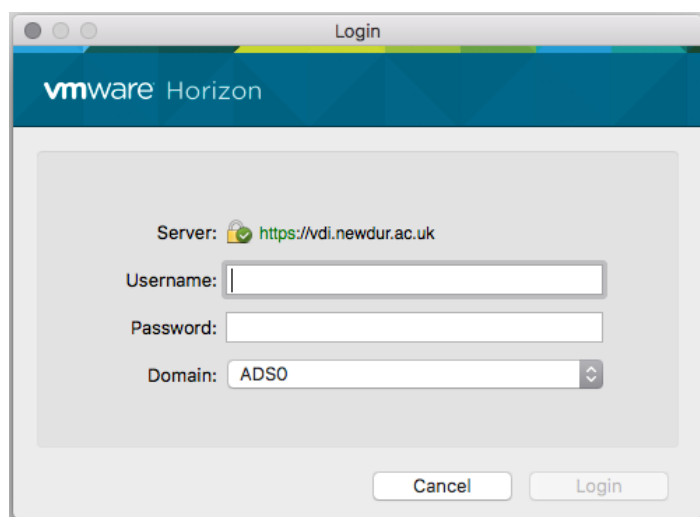 Login
vmware Horizon
Server: https://vdi.newdur.ac.uk
Username:
Password:
Domain: ADS0
Cancel Login